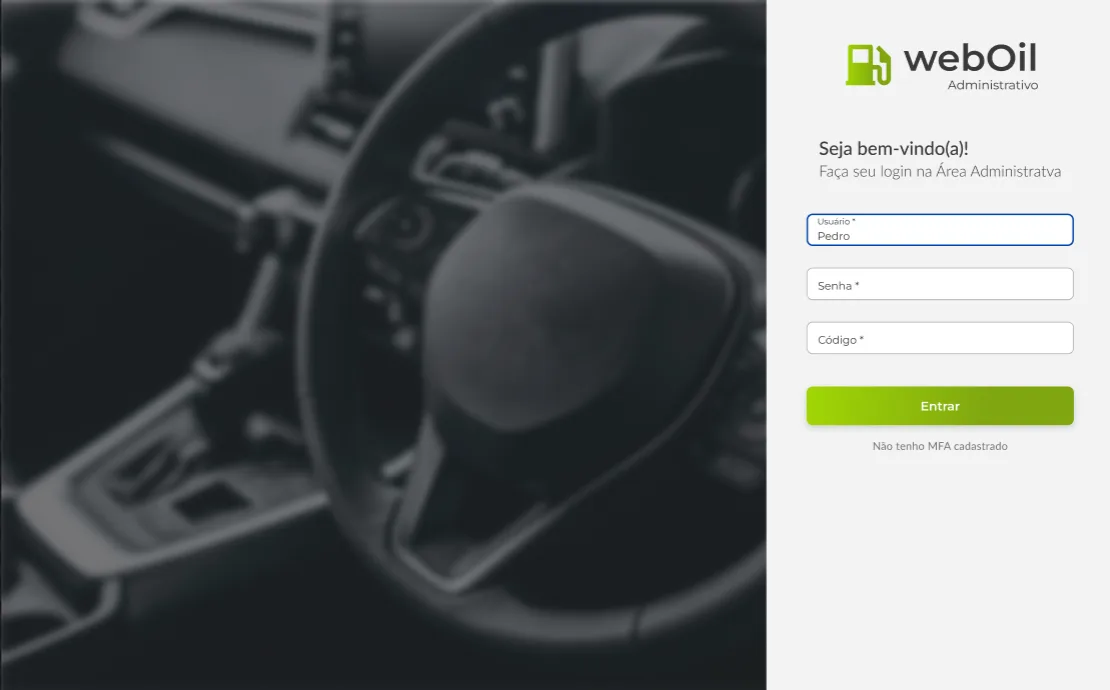 webOil
Administrativo
Seja bem-vindo(a)!
Faça seu login na Área Administratva
Usuário *
Pedro
Senha *
Código *
Entrar
Não tenho MFA cadastrado